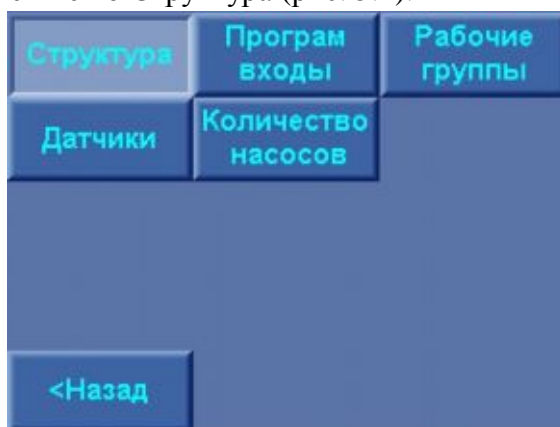 Структура
Програм
входы
Рабочие
группы
Датчики
Количество
насосов
<Назад